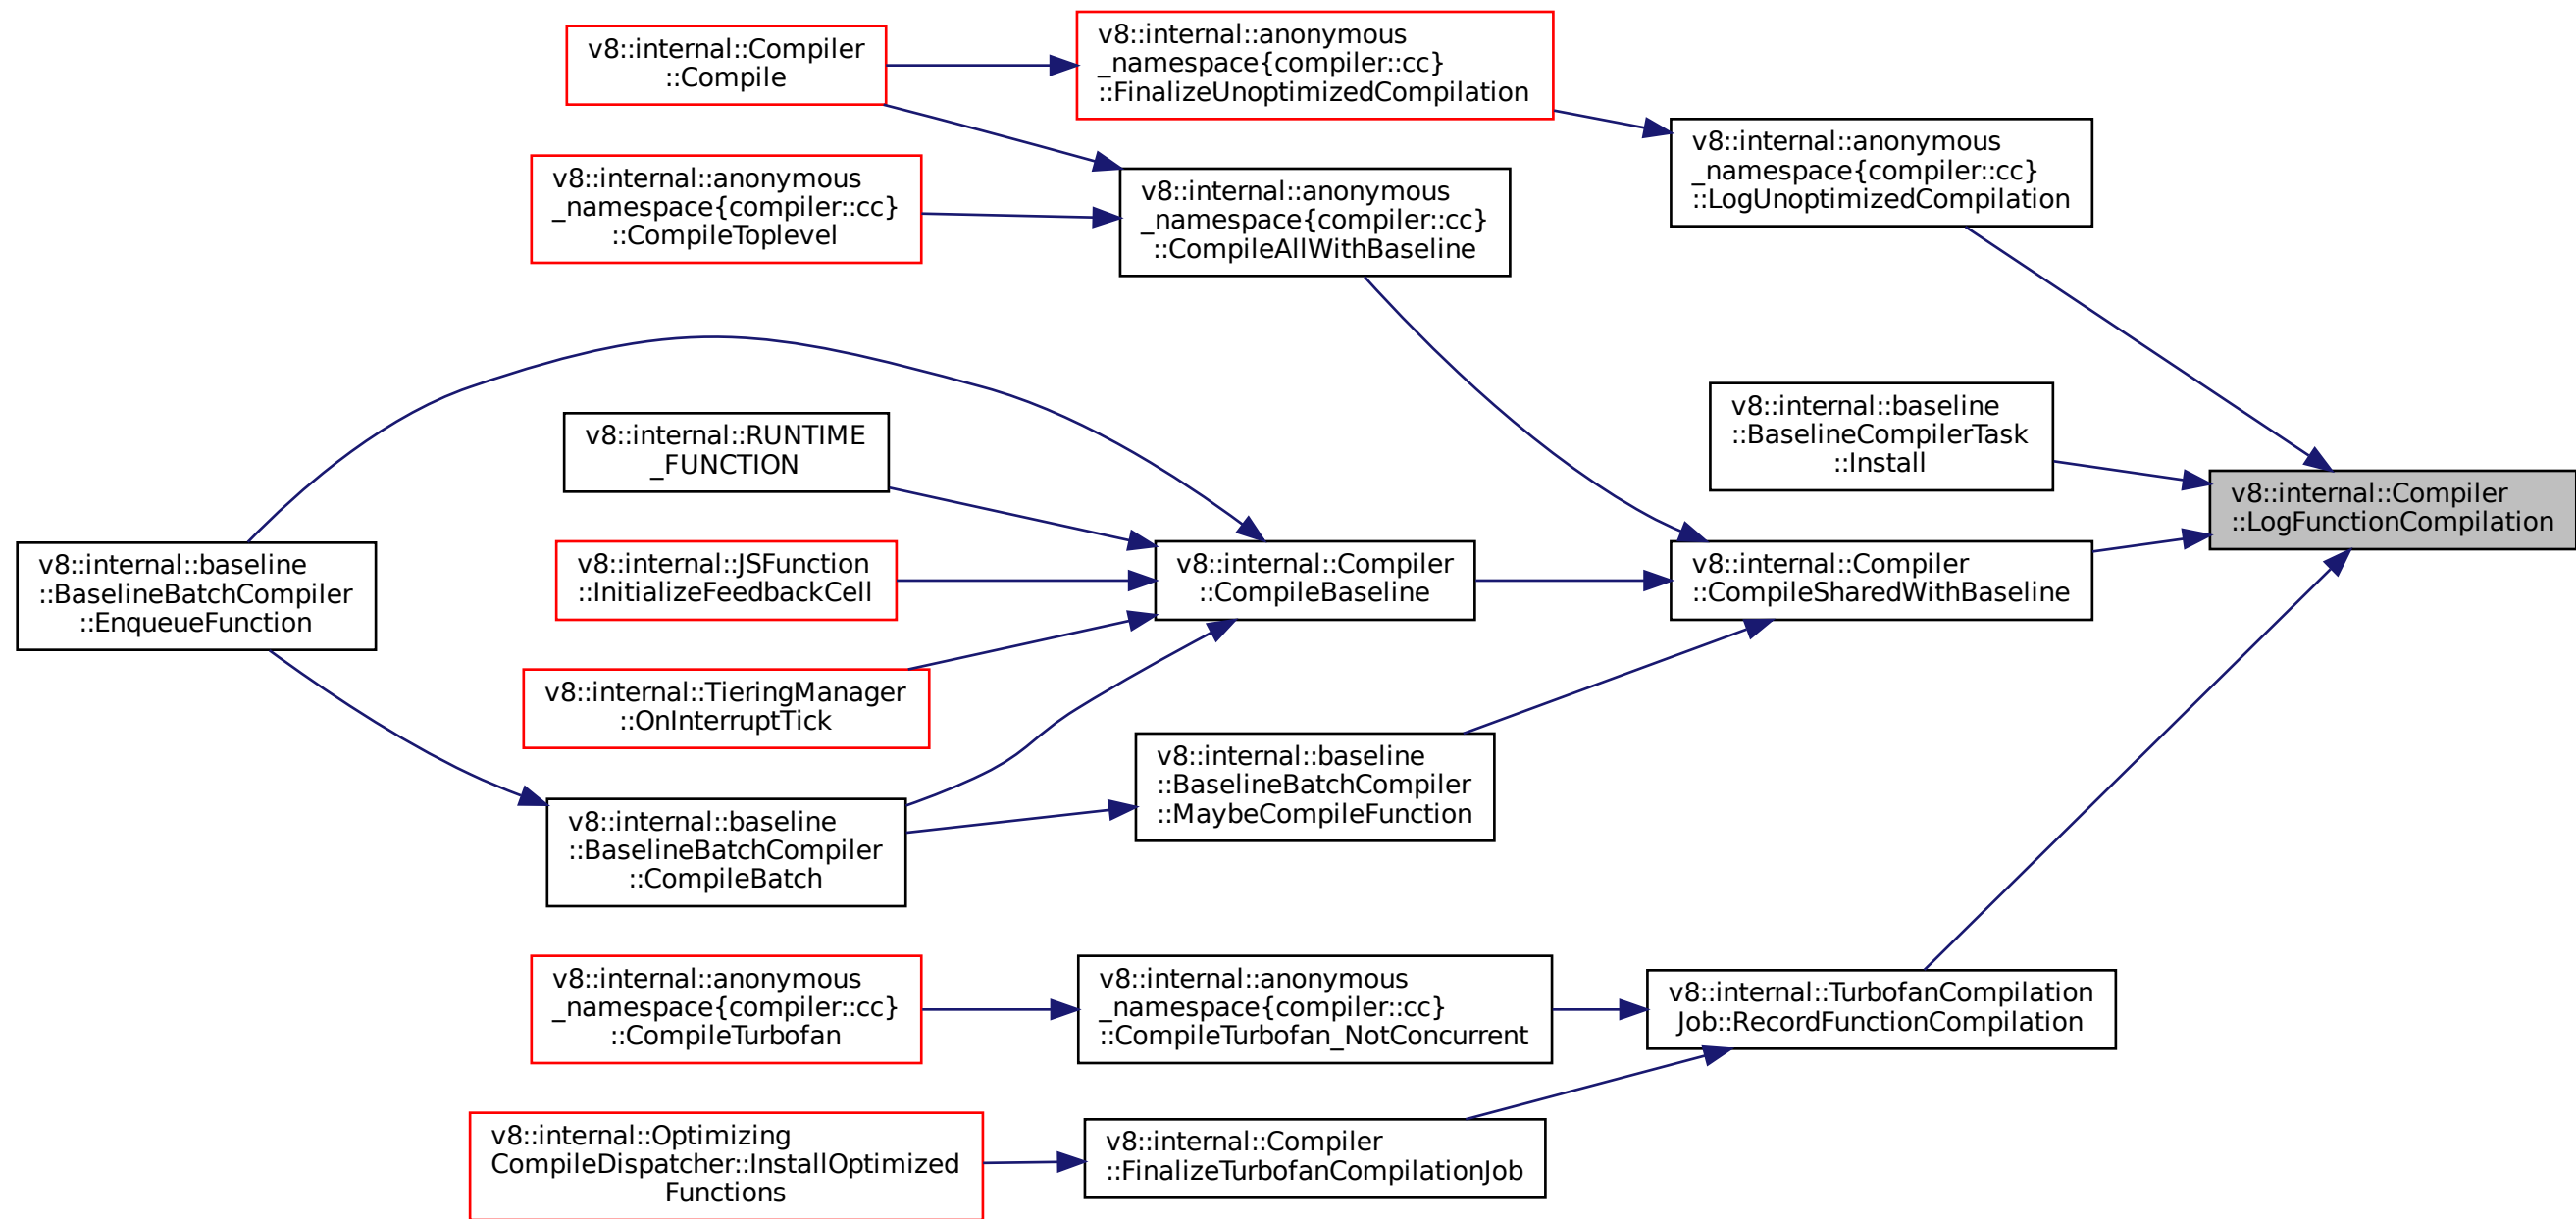 v8::internal::Compiler
::Compile
v8::internal::anonymous
_namespace{compiler::cc}
::FinalizeUnoptimizedCompilation
v8::internal::anonymous
_namespace{compiler::cc}
::LogUnoptimizedCompilation
v8::internal::anonymous
_namespace{compiler::cc}
::CompileToplevel
v8::internal::anonymous
_namespace{compiler::cc}
::CompileAllWithBaseline
v8::internal::RUNTIME
_FUNCTION
v8::internal::baseline
::BaselineCompilerTask
::Install
v8::internal::Compiler
::LogFunctionCompilation
v8::internal::baseline
::BaselineBatchCompiler
::EnqueueFunction
v8::internal::JSFunction
::InitializeFeedbackCell
v8::internal::Compiler
::CompileBaseline
v8::internal::Compiler
::CompileSharedWithBaseline
v8::internal::TieringManager
::OnInterruptTick
v8::internal::baseline
::BaselineBatchCompiler
::MaybeCompileFunction
v8::internal::baseline
::BaselineBatchCompiler
::CompileBatch
v8::internal::anonymous
_namespace{compiler::cc}
::CompileTurbofan
v8::internal::anonymous
_namespace{compiler::cc}
::CompileTurbofan_NotConcurrent
v8::internal::TurbofanCompilation
Job::RecordFunctionCompilation
v8::internal::Optimizing
CompileDispatcher::InstallOptimized
Functions
v8::internal::Compiler
::FinalizeTurbofanCompilationJob